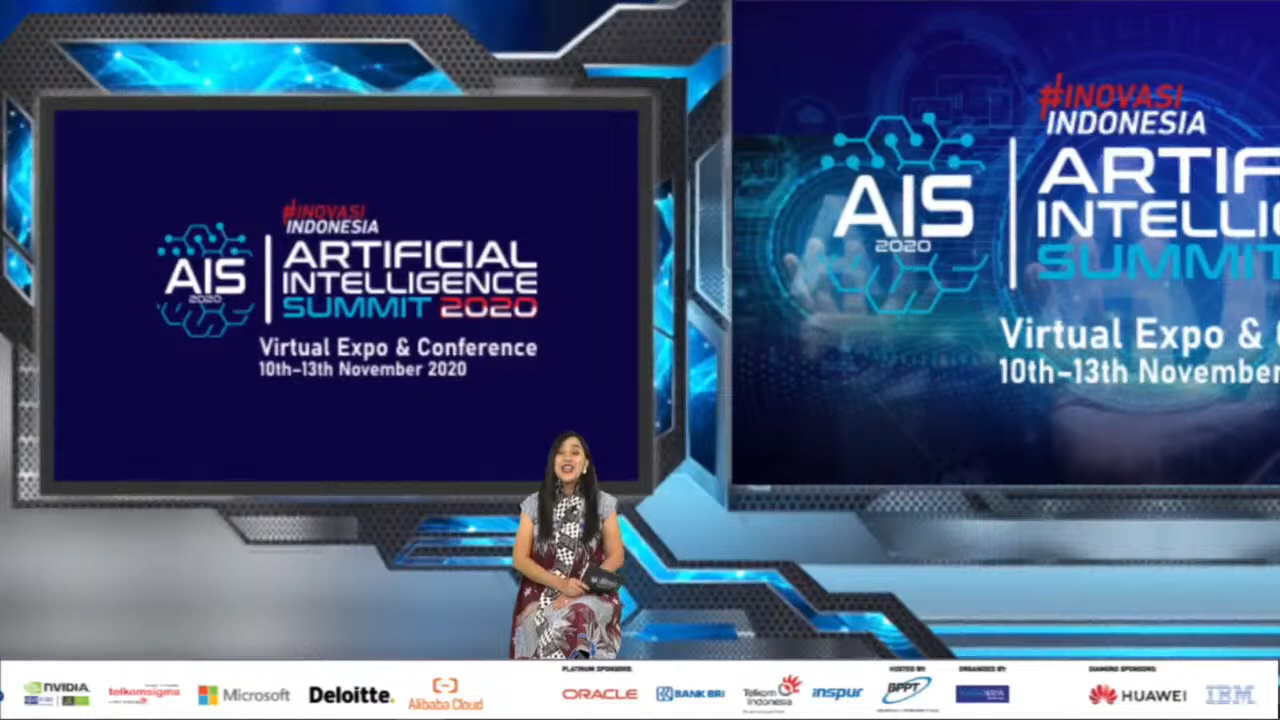 #INOVASI
INDONESIA
AIS
2020
ARTIFICIAL
INTELLIGENCE
SUMMIT 2020
Virtual Expo & Conference
10th-13th November 2020
#INOVASI
INDONESIA
AIS
2020
ARTIF
INTELLI
SUMMIT
Virtual Expo &
10th-13th November
NVIDIA
telkomsigma
Microsoft
Deloitte.
Alibaba Cloud
PLATINUM SPONSORS:
ORACLE
BANK BRI
Telkom
Indonesia
inspur
HOSTED BY:
BPPT
ORGANIZED BY:
DIAMOND SPONSORS:
HUAWEI
IBM